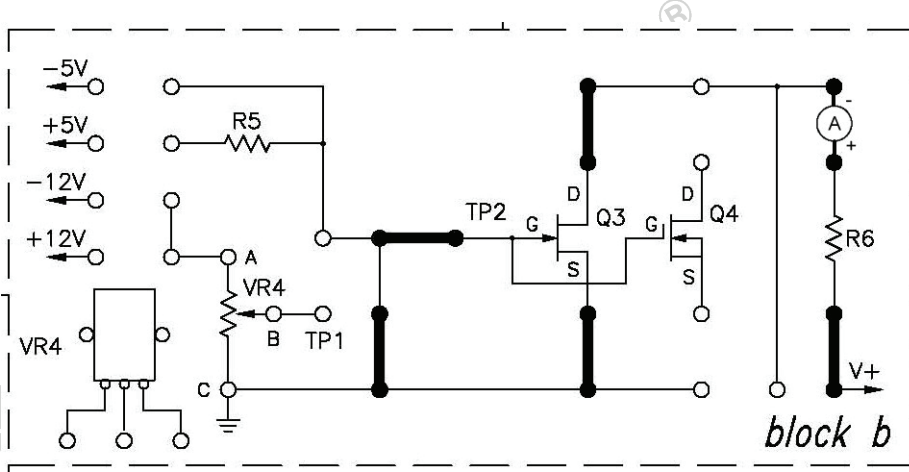 ®
-5V
+5V
R5
-12V
+12V
A
VR4
B
TP1
C
VR4
TP2
G
D
Q3
S
G
D
Q4
S
-
A
+
R6
V+
block b